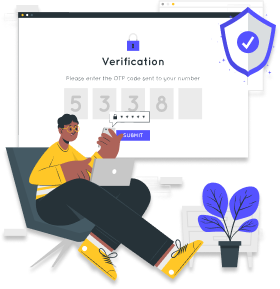 Verification
Please enter the OTP code sent to your number
5 3 3 8
* * * * *
SUBMIT